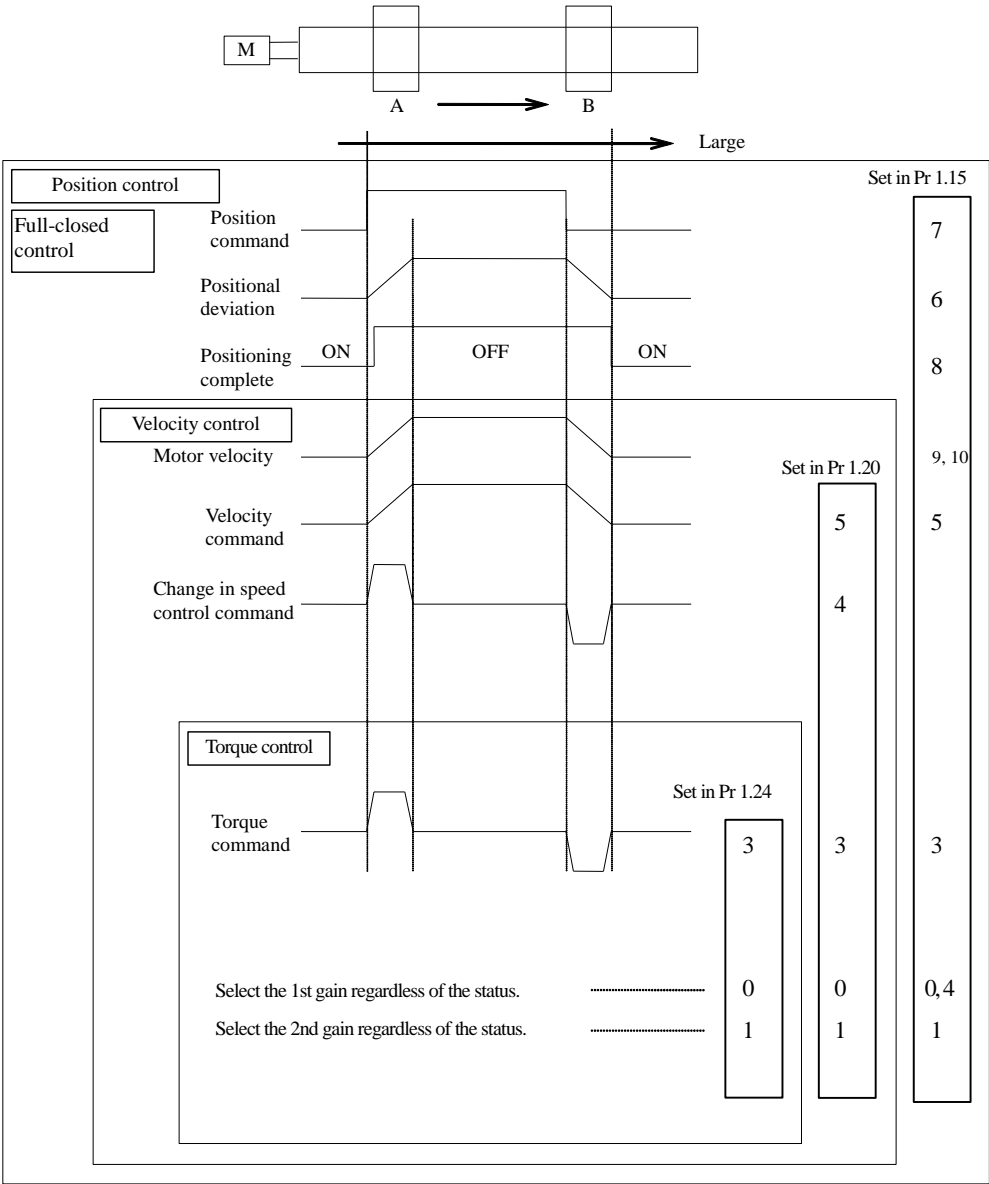 M
A
B
Large
Position control
Set in Pr 1.15
Full-closed
control
Position
command
7
Positional
deviation
6
Positioning
complete
ON
OFF
ON
8
Velocity control
Motor velocity
9, 10
Set in Pr 1.20
Velocity
command
5
5
Change in speed
control command
4
Torque control
Set in Pr 1.24
Torque
command
3
3
3
Select the 1st gain regardless of the status.
0
0
0, 4
Select the 2nd gain regardless of the status.
1
1
1